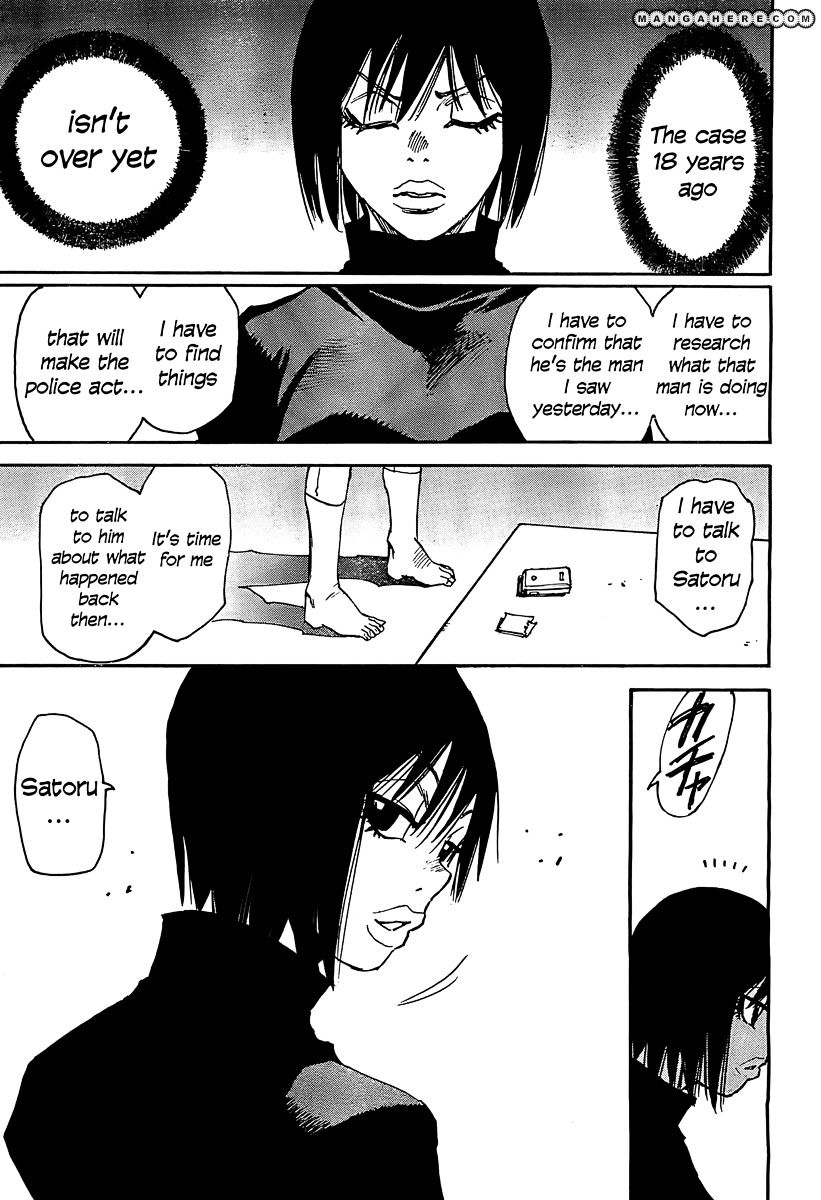 MANGAHERE.COM
The case
18 years
ago
isn't
over yet
I have to
research
what that
man is doing
now...
I have to
confirm that
he's the man
I saw
yesterday...
I have
to find
things
that will
make the
police act...
I have
to talk
to
Satoru
...
It's time
for me
to talk
to him
about what
happened
back
then...
ガチャ
Satoru
...